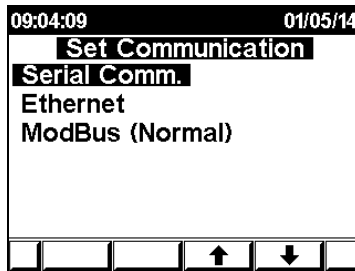 09:04:09 01/05/14
Set Communication
Serial Comm.
Ethernet
ModBus (Normal)